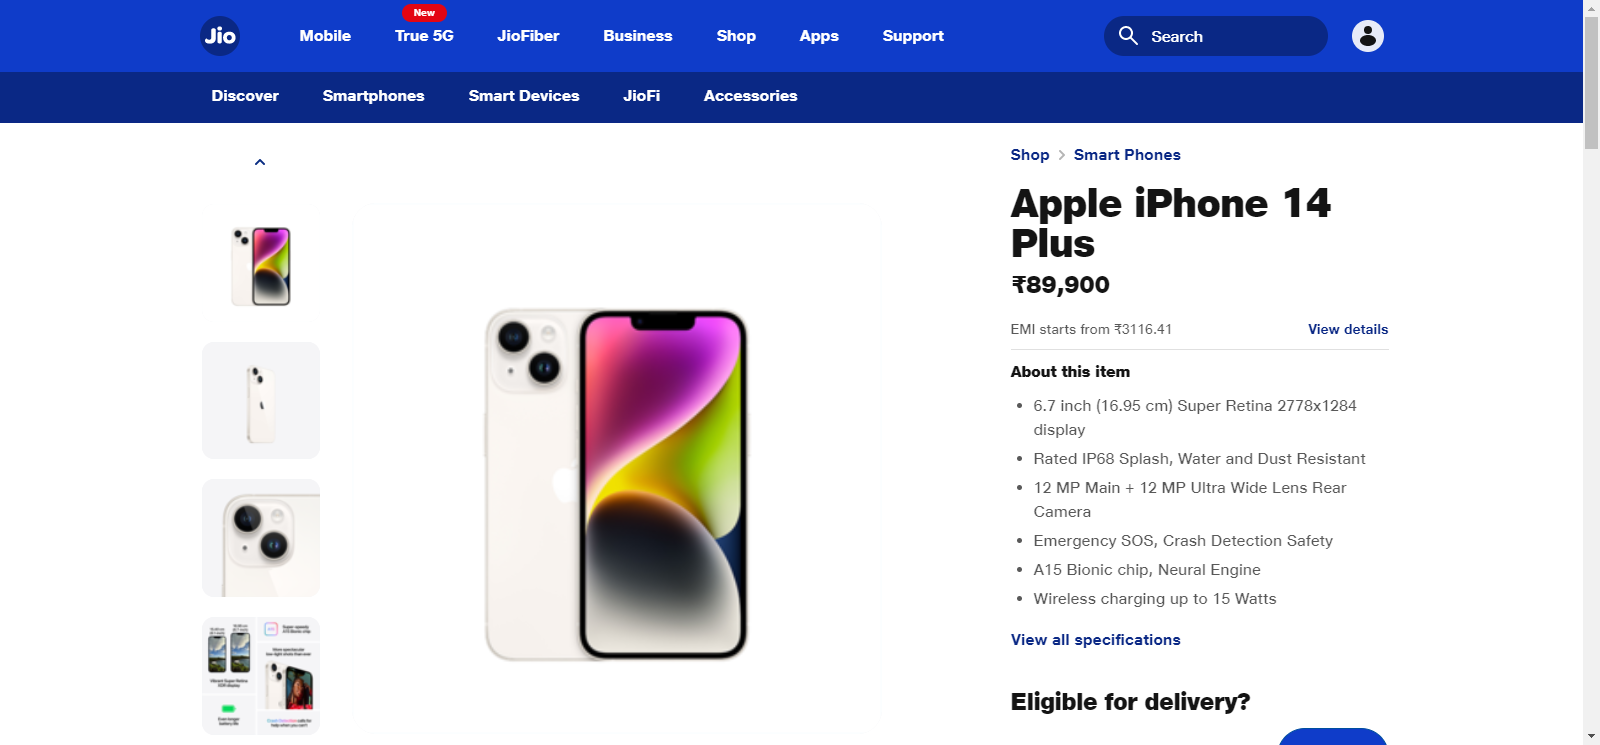 New
Jio
Mobile
True 5G
JioFiber
Business
Shop
Apps
Support
Search
Discover
Smartphones
Smart Devices
JioFi
Accessories
Shop
Smart Phones
Apple iPhone 14
Plus
₹89,900
EMI starts from ₹3116.41
View details
About this item
6.7 inch (16.95 cm) Super Retina 2778x1284
display
Rated IP68 Splash, Water and Dust Resistant
12 MP Main + 12 MP Ultra Wide Lens Rear
Camera
Emergency SOS, Crash Detection Safety
A15 Bionic chip, Neural Engine
Wireless charging up to 15 Watts
View all specifications
Eligible for delivery?